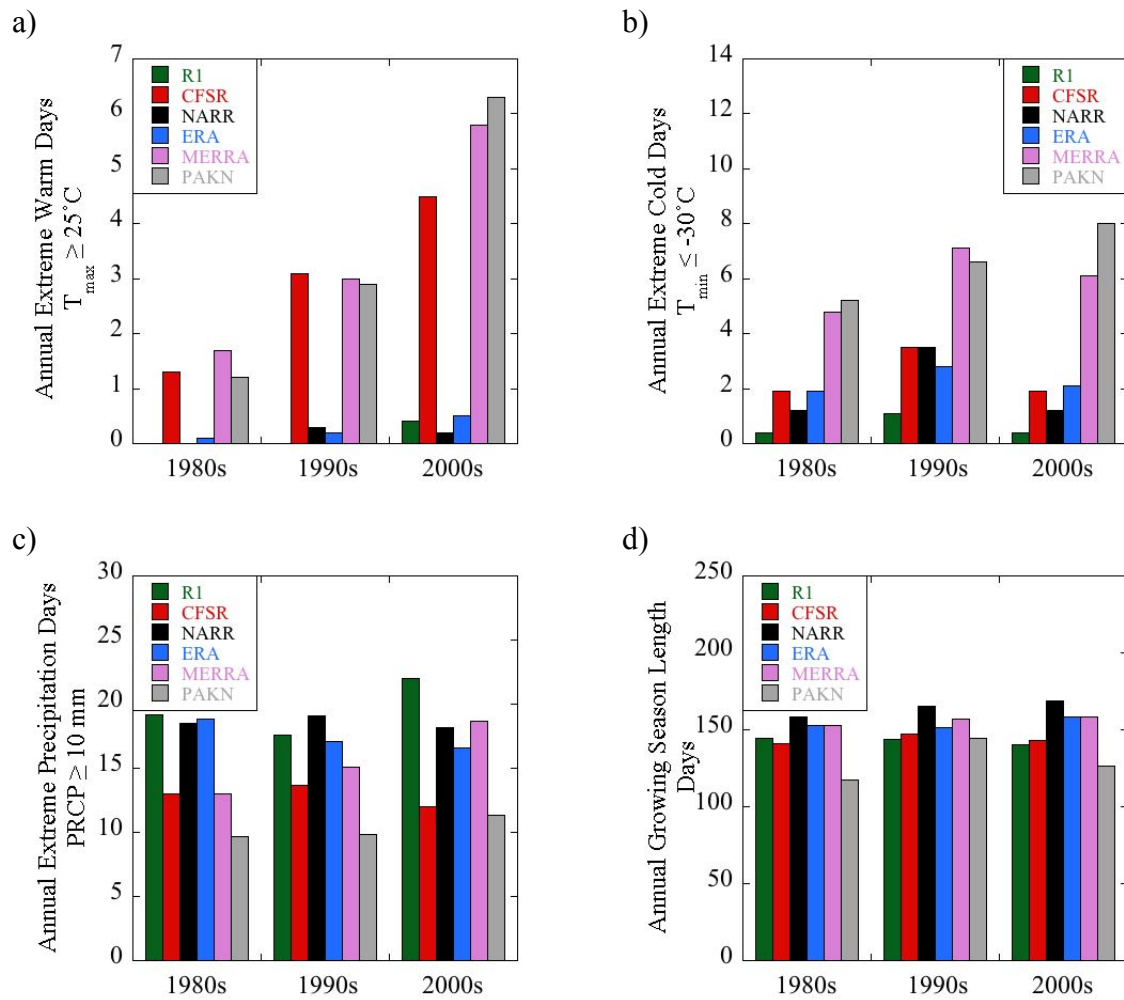 a)
Annual Extreme Warm Days
T_max ≥ 25˚C
7
6
5
4
3
2
1
0
R1
CFSR
NARR
ERA
MERRA
PAKN
1980s 1990s 2000s
b)
Annual Extreme Cold Days
T_min ≤ -30˚C
14
12
10
8
6
4
2
0
R1
CFSR
NARR
ERA
MERRA
PAKN
1980s 1990s 2000s
c)
Annual Extreme Precipitation Days
PRCP ≥ 10 mm
30
25
20
15
10
5
0
R1
CFSR
NARR
ERA
MERRA
PAKN
1980s 1990s 2000s
d)
Annual Growing Season Length
Days
250
200
150
100
50
0
R1
CFSR
NARR
ERA
MERRA
PAKN
1980s 1990s 2000s